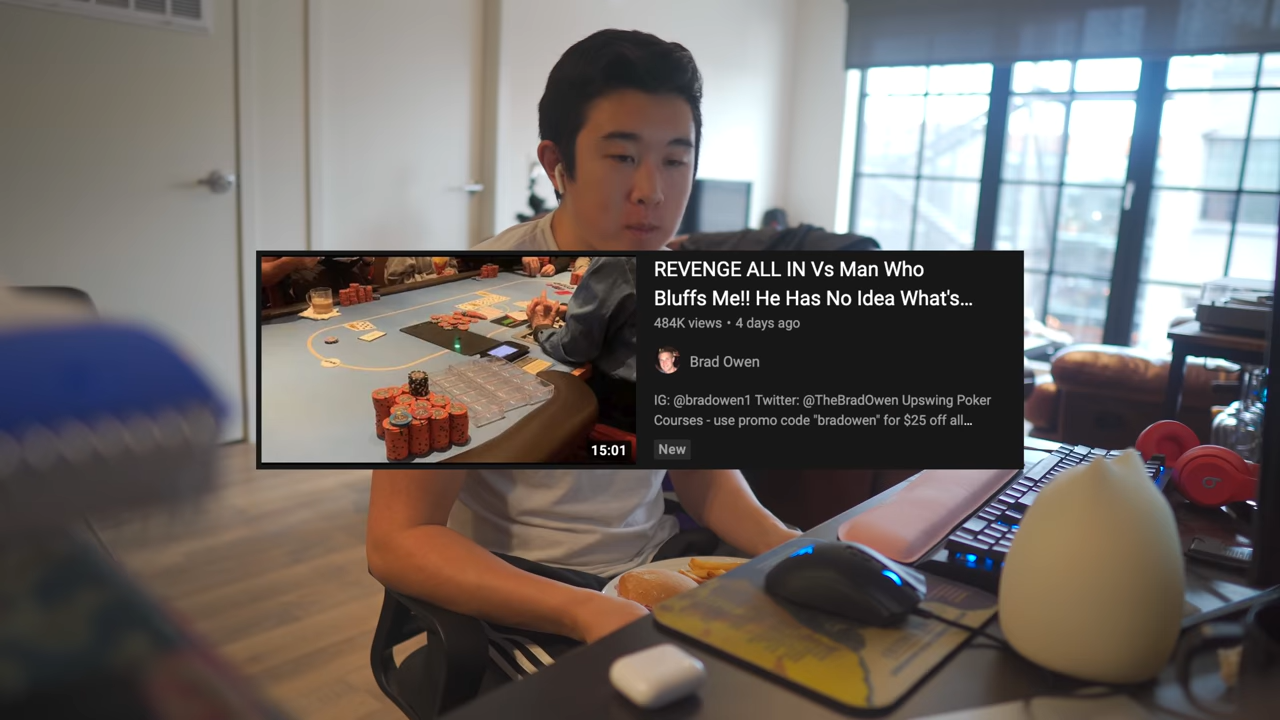 REVENGE ALL IN Vs Man Who
Bluffs Me!! He Has No Idea What's…
484K views • 4 days ago
Brad Owen
IG: @bradowen1 Twitter: @TheBradOwen Upswing Poker
Courses - use promo code "bradowen" for $25 off all…
New
15:01